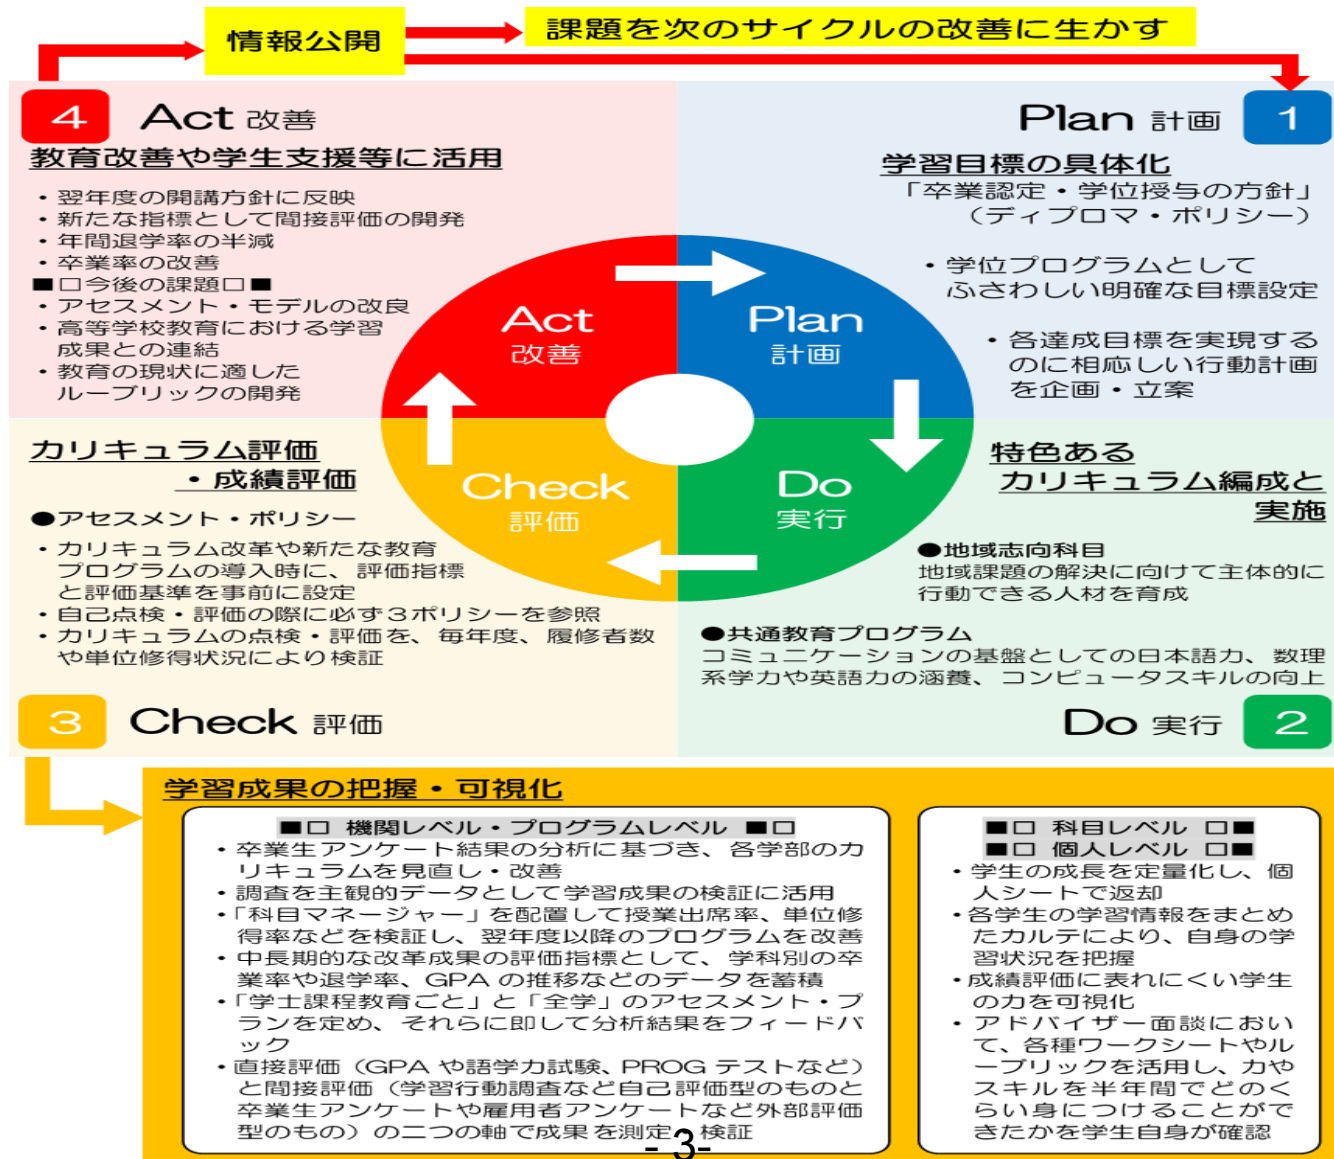 情報公開
課題を次のサイクルの改善に生かす
4 Act 改善
教育改善や学生支援等に活用
・翌年度の開講方針に反映
・新たな指標として間接評価の開発
・年間退学率の半減
・卒業率の改善
■□今後の課題□■
・アセスメント・モデルの改良
・高等学校教育における学習
成果との連結
・教育の現状に適した
ルーブリックの開発
Plan 計画 1
学習目標の具体化
「卒業認定・学位授与の方針」
（ディプロマ・ポリシー）
・学位プログラムとして
ふさわしい明確な目標設定
・各達成目標を実現する
のに相応しい行動計画
を企画・立案
Act
改善
Plan
計画
Check
評価
Do
実行
カリキュラム評価
・成績評価
●アセスメント・ポリシー
・カリキュラム改革や新たな教育
プログラムの導入時に、評価指標
と評価基準を事前に設定
・自己点検・評価の際に必ず３ポリシーを参照
・カリキュラムの点検・評価を、毎年度、履修者数
や単位修得状況により検証
3 Check 評価
特色ある
カリキュラム編成と
実施
●地域志向科目
地域課題の解決に向けて主体的に
行動できる人材を育成
●共通教育プログラム
コミュニケーションの基盤としての日本語力、数理
系学力や英語力の涵養、コンピュータスキルの向上
Do 実行 2
学習成果の把握・可視化
■□ 機関レベル・プログラムレベル ■□
・卒業生アンケート結果の分析に基づき、各学部のカ
リキュラムを見直し・改善
・調査を主観的データとして学習成果の検証に活用
・「科目マネージャー」を配置して授業出席率、単位修
得率などを検証し、翌年度以降のプログラムを改善
・中長期的な改革成果の評価指標として、学科別の卒
業率や退学率、GPA の推移などのデータを蓄積
・「学士課程教育ごと」と「全学」のアセスメント・プ
ランを定め、それらに即して分析結果をフィードバ
ック
・直接評価（GPA や語学力試験、PROG テストなど）
と間接評価（学習行動調査など自己評価型のものと
卒業生アンケートや雇用者アンケートなど外部評価
型のもの）の二つの軸で成果を測定・検証
■□ 科目レベル □■
■□ 個人レベル □■
・学生の成長を定量化し、個
人シートで返却
・各学生の学習情報をまとめ
たカルテにより、自身の学
習状況を把握
・成績評価に表れにくい学生
の力を可視化
・アドバイザー面談におい
て、各種ワークシートやル
ーブリックを活用し、力や
スキルを半年間でどのく
らい身につけることがで
きたかを学生自身が確認
- 3-